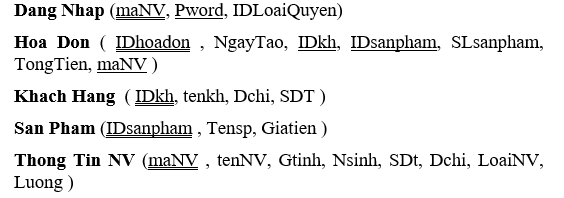 Dang Nhap (maNV, Pword, IDLoaiQuyen)
Hoa Don ( IDhoadon , NgayTao, IDkh, IDsanpham, SLsanpham,
TongTien, maNV )
Khach Hang ( IDkh, tenkh, Dchi, SDT )
San Pham (IDsanpham , Tensp, Giatien )
Thong Tin NV (maNV , tenNV, Gtinh, Nsinh, SDt, Dchi, LoaiNV,
Luong )